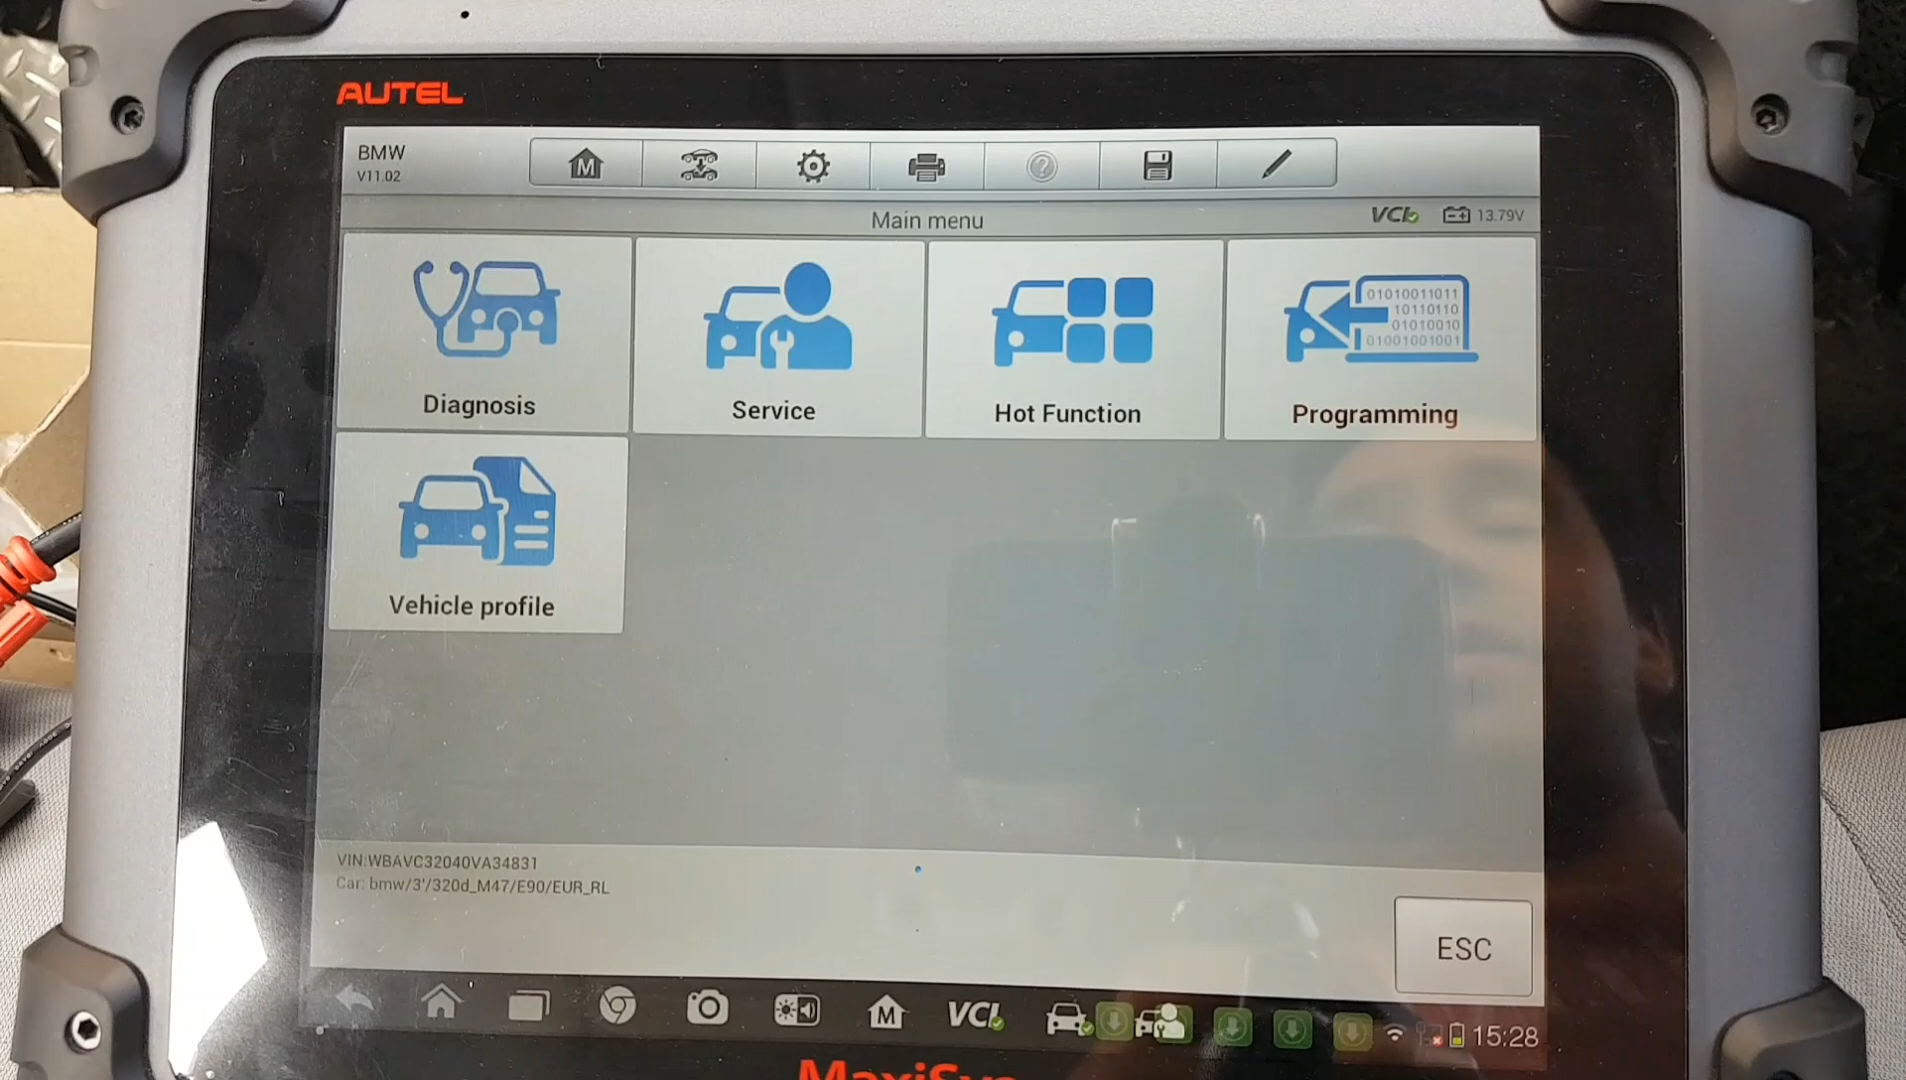 AUTEL
BMW
V11.02
M
?
Main menu
VCI
13.79V
01010011011
10110110
01010010
01001001001
Diagnosis
Service
Hot Function
Programming
Vehicle profile
VIN:WBAVC32040VA34831
Car: bmw/3'/320d_M47/E90/EUR_RL
ESC
M
VCI
15:28
MaxiSys